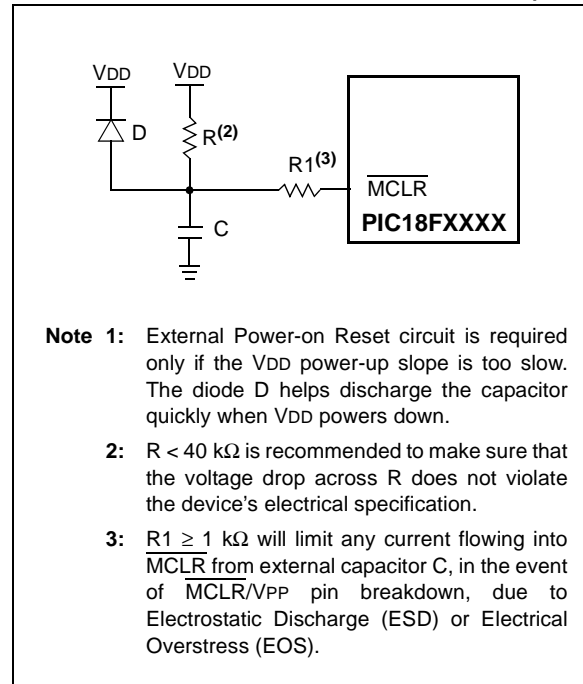 VDD VDD
D
R(2)
R1(3)
MCLR
C
PIC18FXXXX
Note 1: External Power-on Reset circuit is required
only if the VDD power-up slope is too slow.
The diode D helps discharge the capacitor
quickly when VDD powers down.
2: R < 40 kΩ is recommended to make sure that
the voltage drop across R does not violate
the device’s electrical specification.
3: R1 ≥ 1 kΩ will limit any current flowing into
MCLR from external capacitor C, in the event
of MCLR/VPP pin breakdown, due to
Electrostatic Discharge (ESD) or Electrical
Overstress (EOS).